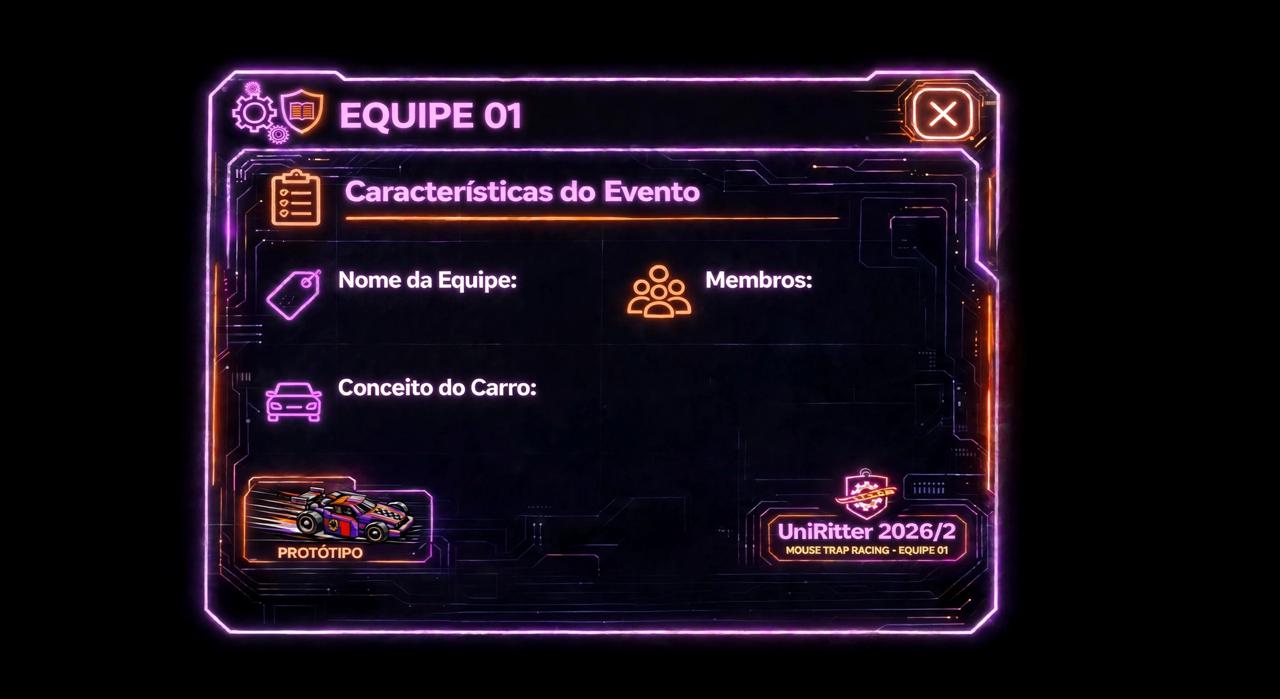 EQUIPE 01
Características do Evento
Nome da Equipe:
Membros:
Conceito do Carro:
PROTÓTIPO
UniRitter 2026/2
MOUSE TRAP RACING - EQUIPE 01